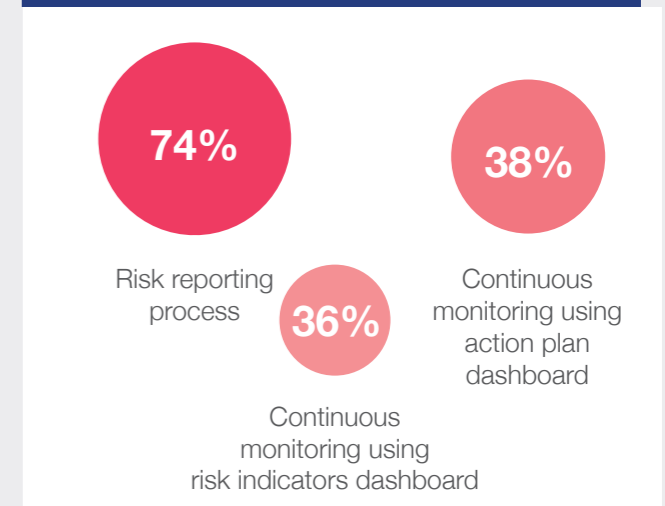 74%
Risk reporting
process
38%
Continuous
monitoring using
action plan
dashboard
36%
Continuous
monitoring using
risk indicators dashboard